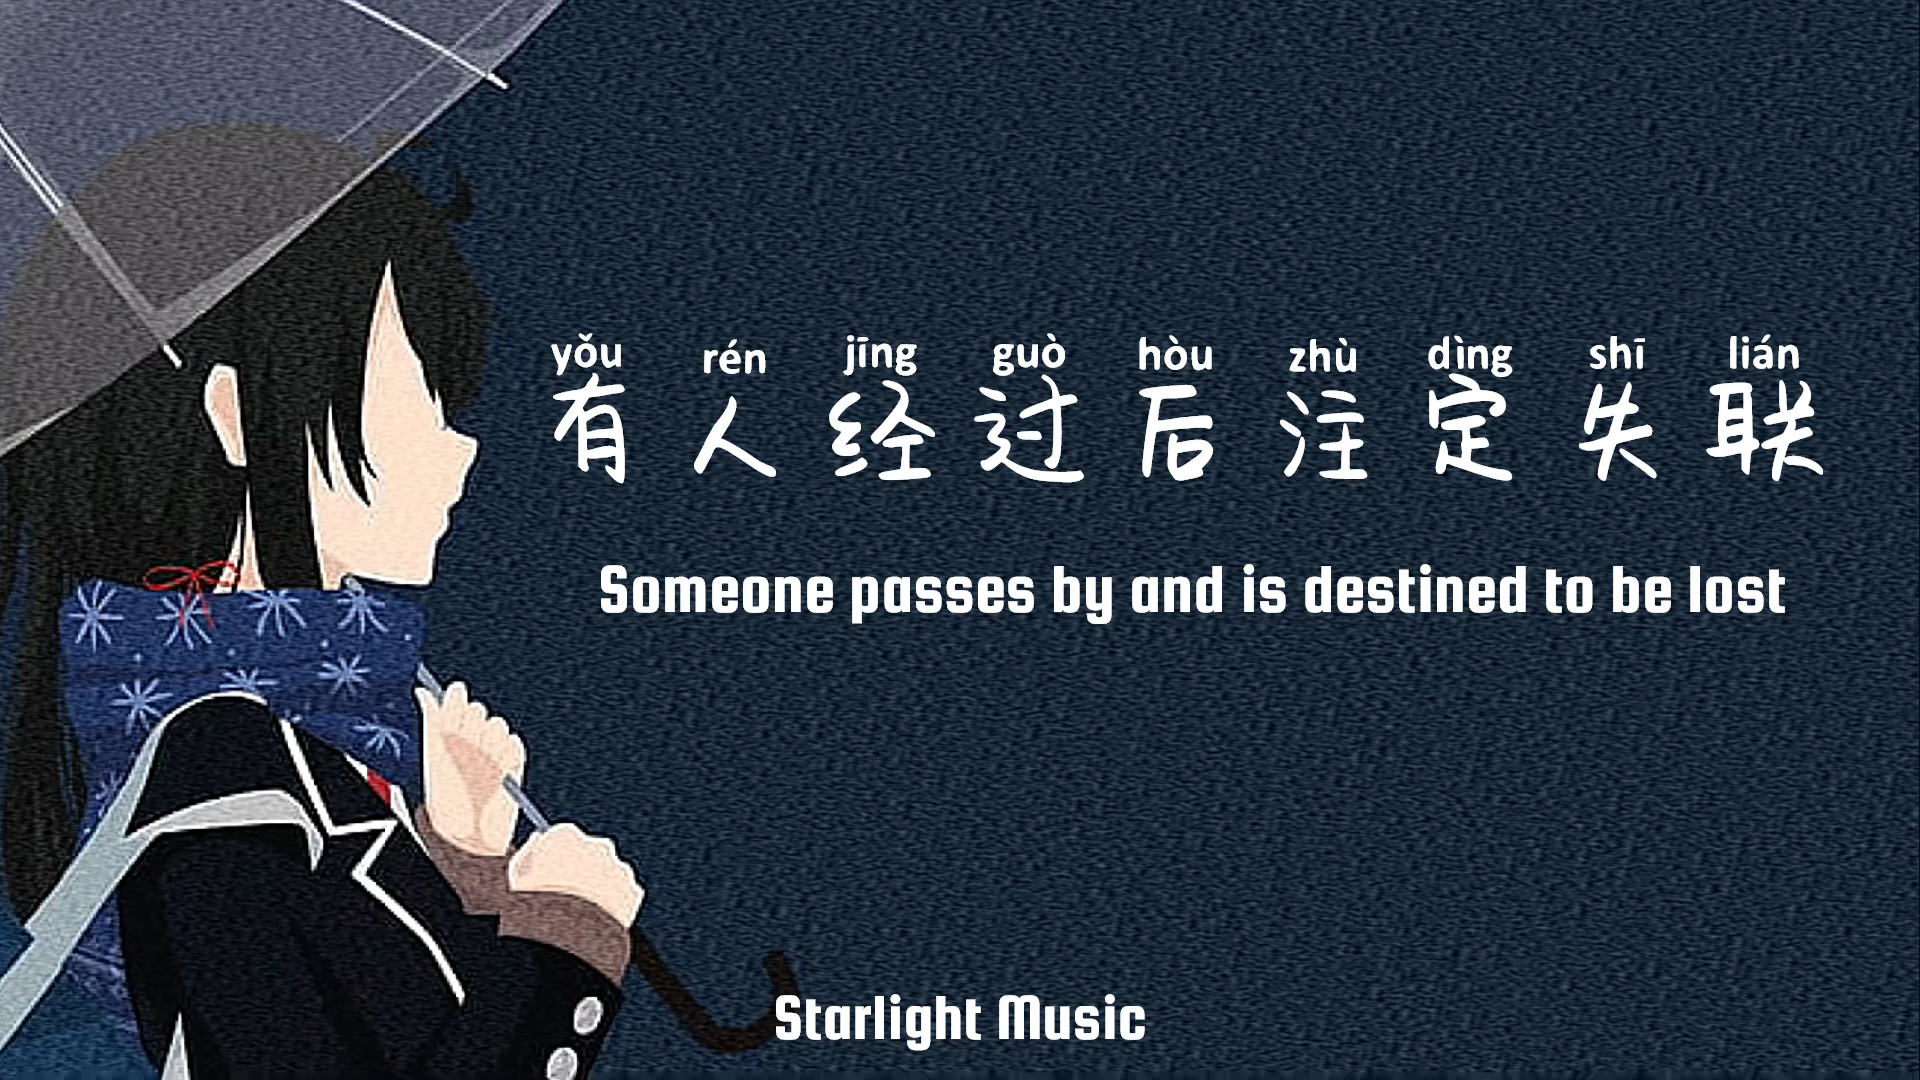 yǒu rén jīng guò hòu zhù dìng shī lián
有人经过后注定失联
Someone passes by and is destined to be lost
Starlight Music